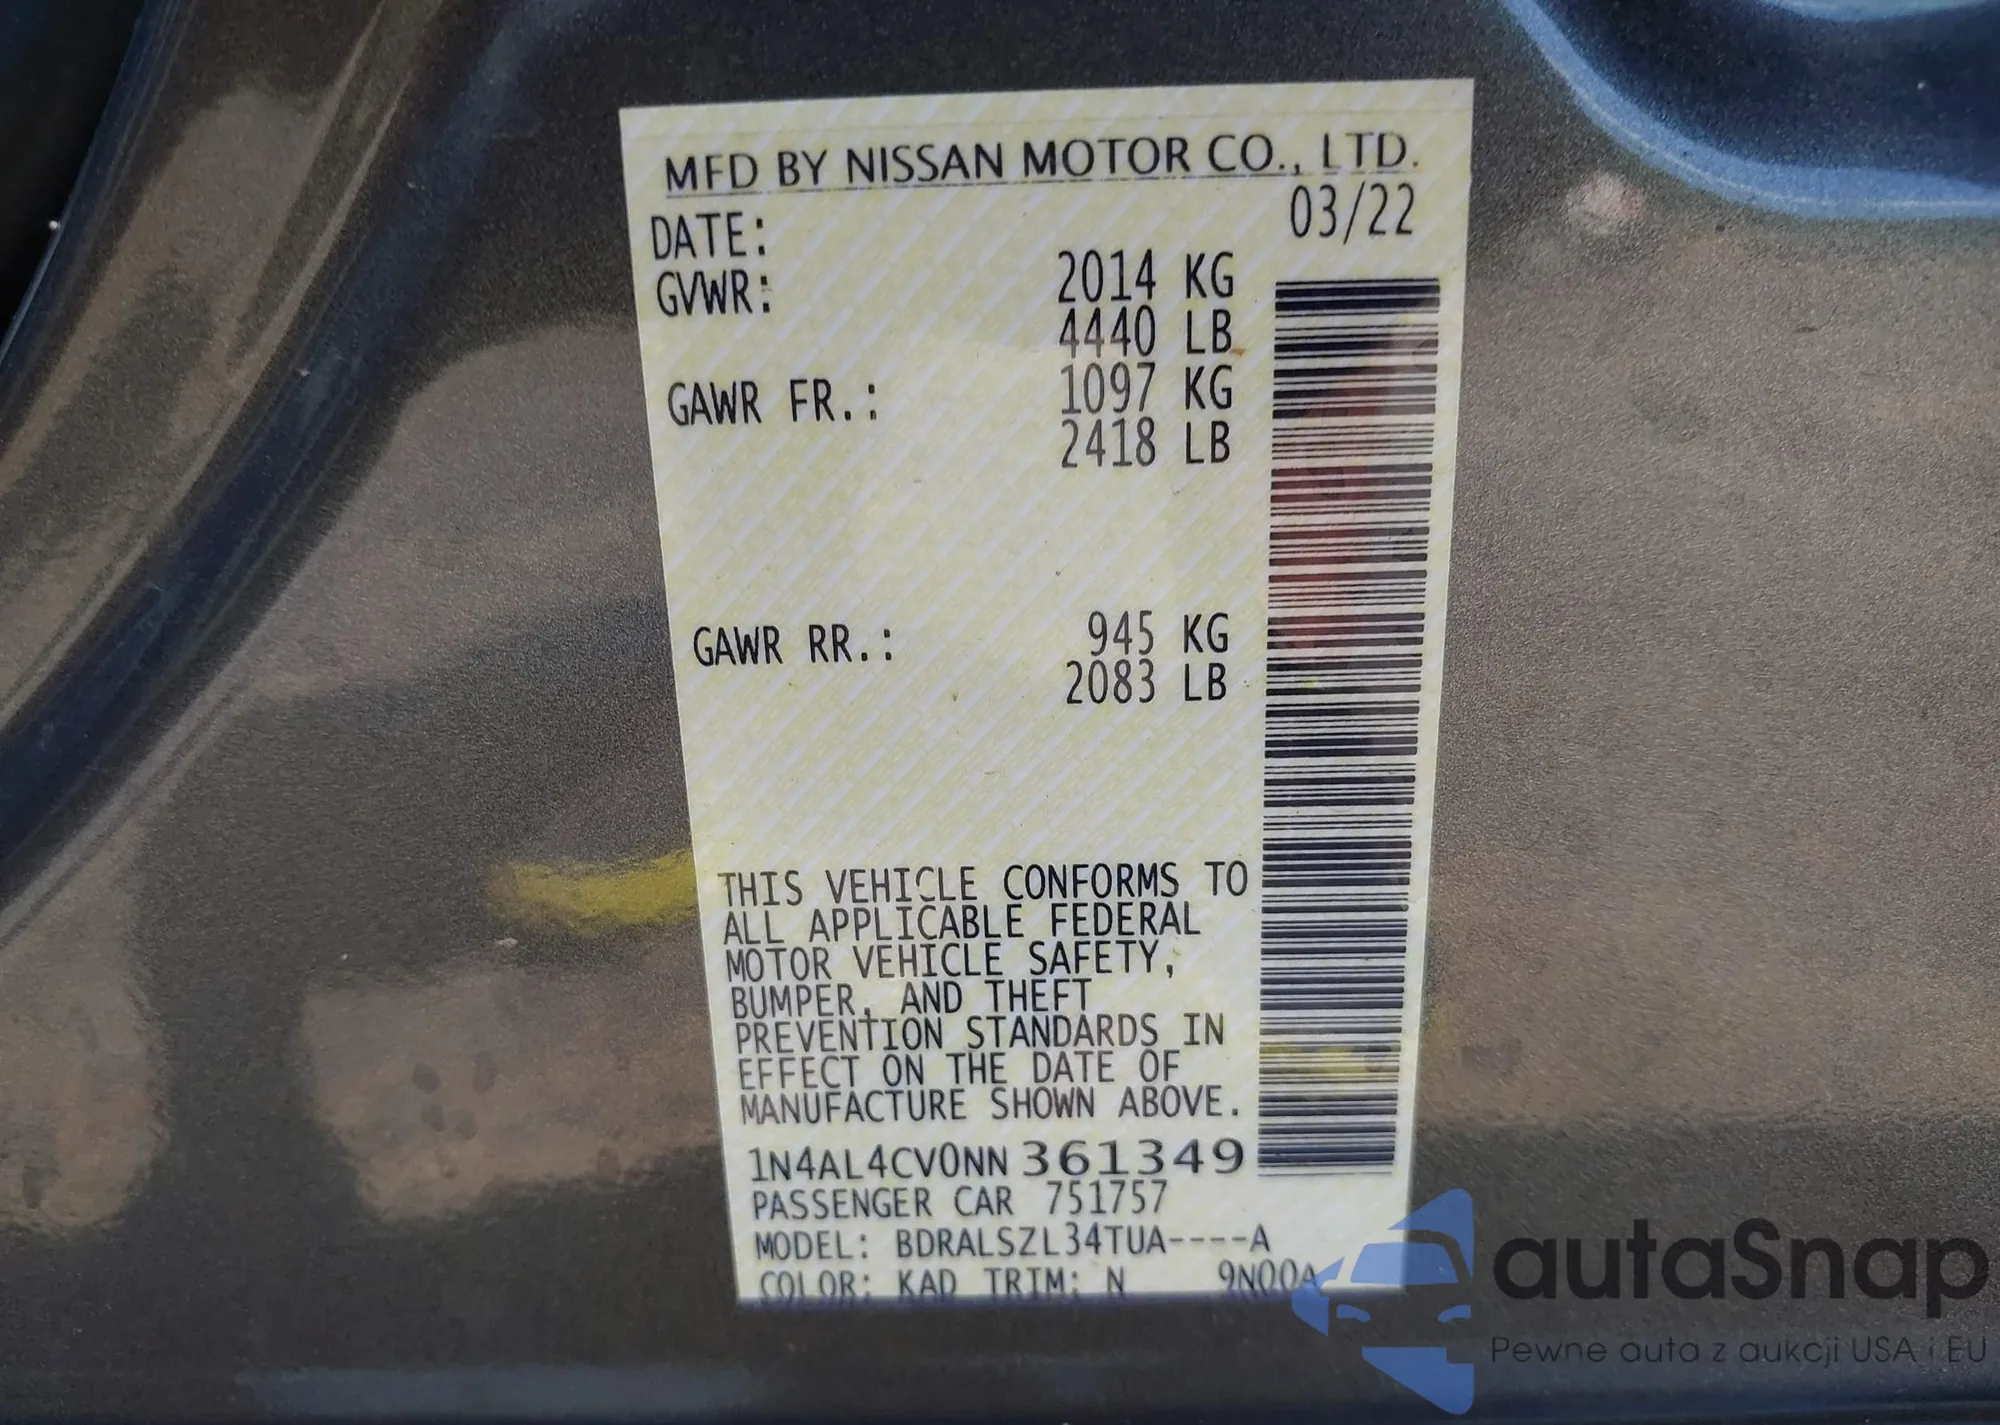 MFD BY NISSAN MOTOR CO., LTD.
DATE: 03/22
GVWR: 2014 KG
4440 LB
GAWR FR.: 1097 KG
2418 LB
GAWR RR.: 945 KG
2083 LB
THIS VEHICLE CONFORMS TO
ALL APPLICABLE FEDERAL
MOTOR VEHICLE SAFETY,
BUMPER, AND THEFT
PREVENTION STANDARDS IN
EFFECT ON THE DATE OF
MANUFACTURE SHOWN ABOVE.
1N4AL4CV0NN 361349
PASSENGER CAR 751757
MODEL: BDRALSZL34TUA----A
COLOR: KAD TRIM: N 9N00A
autaSnap
Pewne auta z aukcji USA i EU